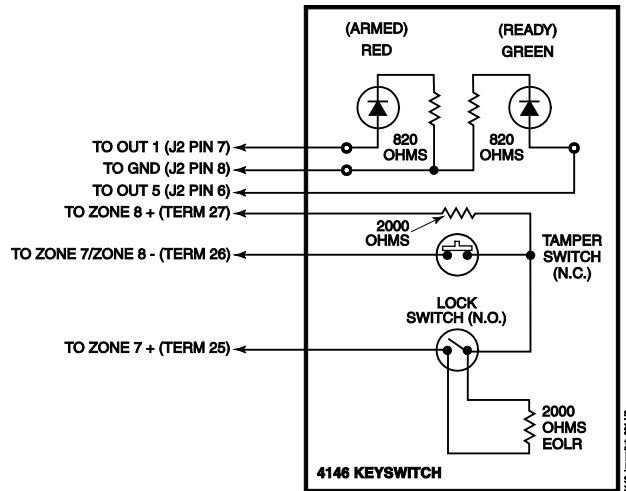 (ARMED)
RED
(READY)
GREEN
820
OHMS
820
OHMS
TO OUT 1 (J2 PIN 7)
TO GND (J2 PIN 8)
TO OUT 5 (J2 PIN 6)
TO ZONE 8 + (TERM 27)
2000
OHMS
TO ZONE 7/ZONE 8 - (TERM 26)
TAMPER
SWITCH
(N.C.)
LOCK
SWITCH (N.O.)
TO ZONE 7 + (TERM 25)
2000
OHMS
EOLR
4146 KEYSWITCH